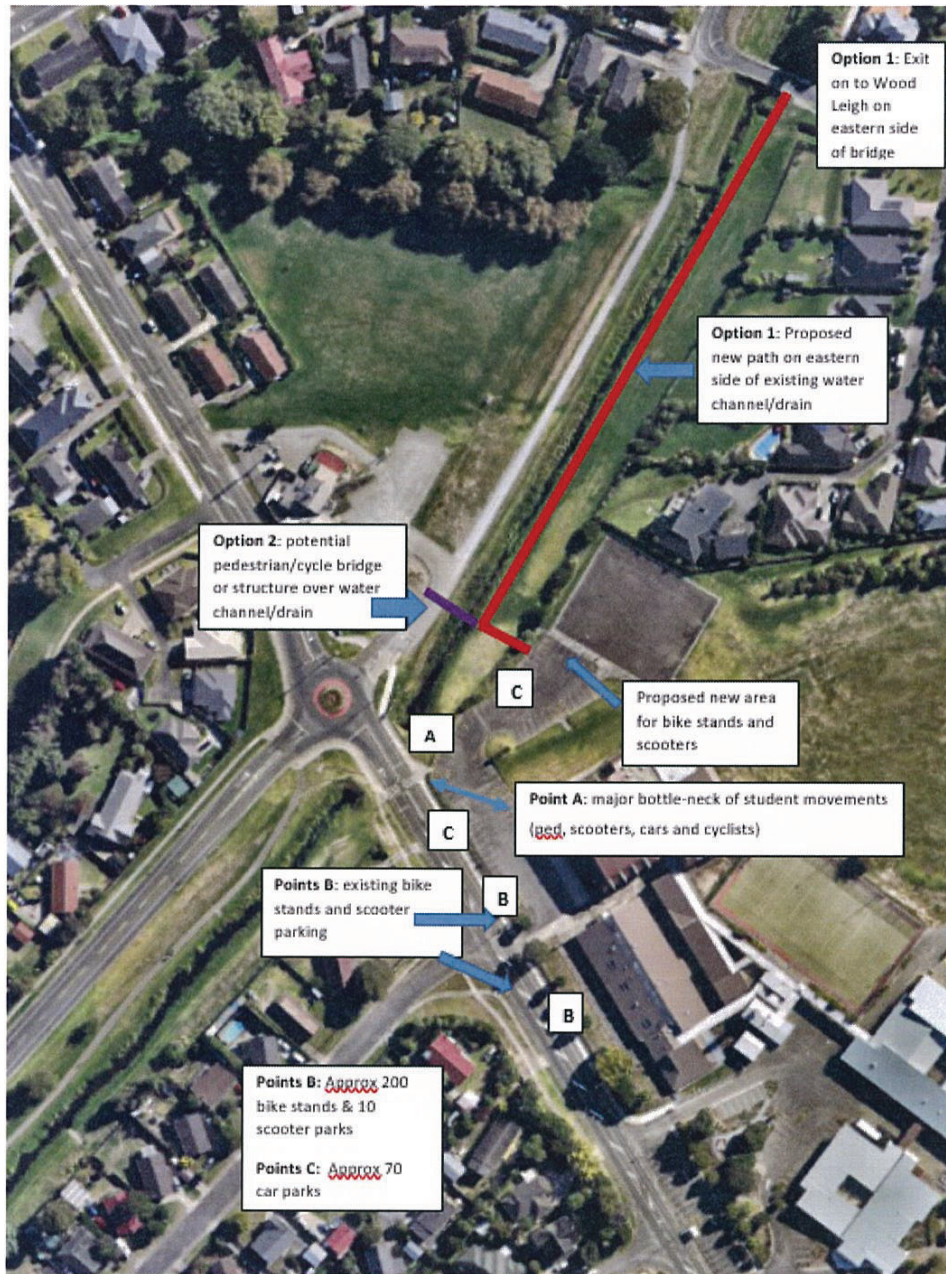 Option 1: Exit
on to Wood
Leigh on
eastern side
of bridge
Option 1: Proposed
new path on eastern
side of existing water
channel/drain
Option 2: potential
pedestrian/cycle bridge
or structure over water
channel/drain
C
Proposed new area
for bike stands and
scooters
A
Point A: major bottle-neck of student movements
(ped, scooters, cars and cyclists)
C
Points B: existing bike
stands and scooter
parking
B
B
Points B: Approx 200
bike stands & 10
scooter parks
Points C: Approx 70
car parks